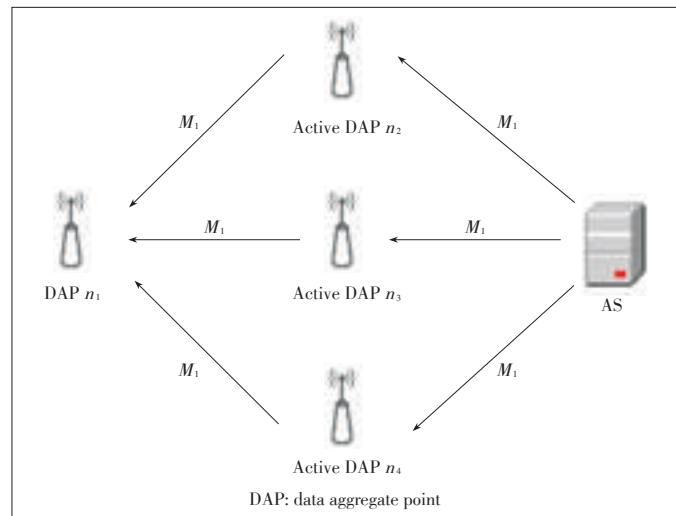 M₁
M₁
Active DAP n₂
M₁
M₁
DAP n₁
Active DAP n₃
AS
M₁
M₁
Active DAP n₄
DAP: data aggregate point